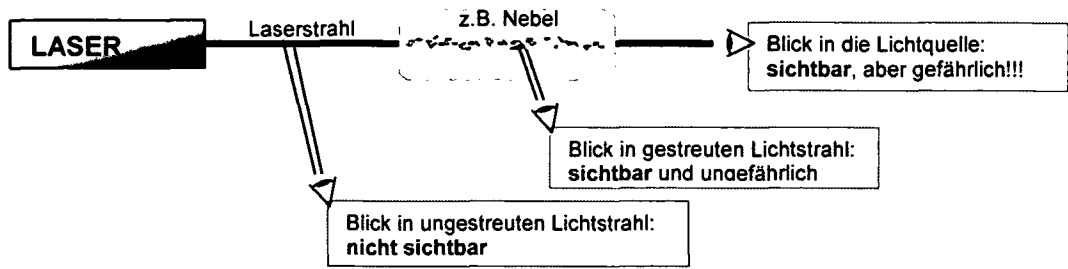 LASER
Laserstrahl
z.B. Nebel
Blick in die Lichtquelle:
sichtbar, aber gefährlich!!!
Blick in gestreuten Lichtstrahl:
sichtbar und ungefährlich
Blick in ungestreuten Lichtstrahl:
nicht sichtbar